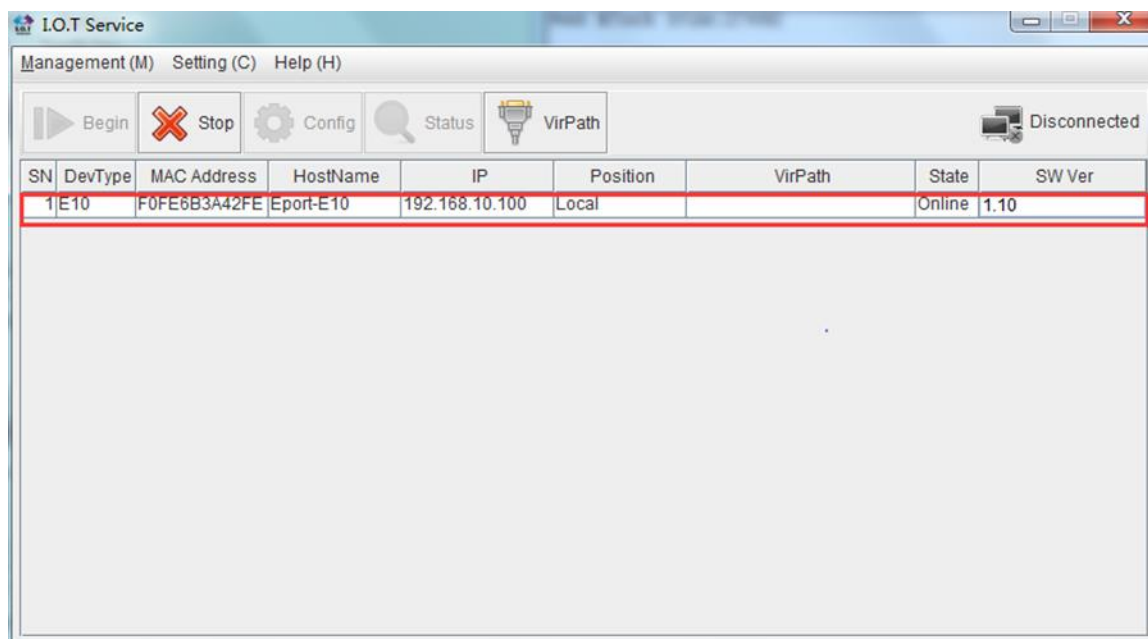 I.O.T Service
Management (M) Setting (C) Help (H)
Begin Stop Config Status VirPath Disconnected
SN DevType MAC Address HostName IP Position VirPath State SW Ver
1 E10 F0FE6B3A42FE Eport-E10 192.168.10.100 Local Online 1.10